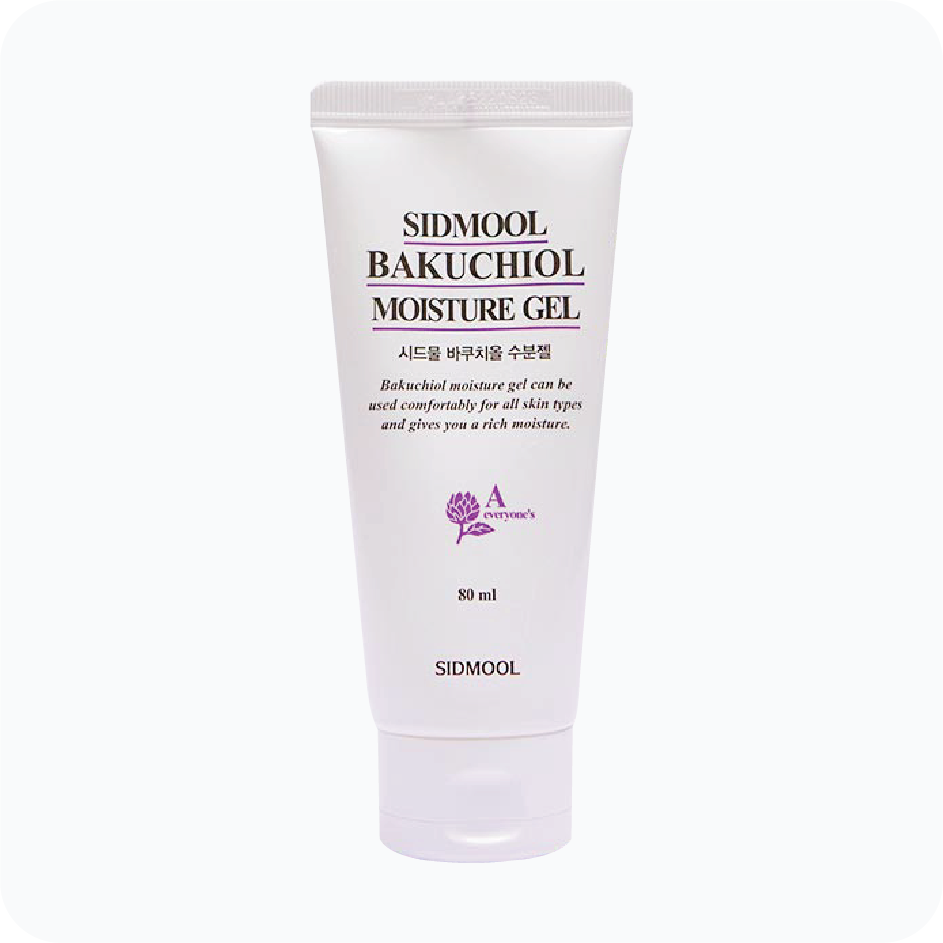 SIDMOOL
BAKUCHIOL
MOISTURE GEL
시드물 바쿠치올 수분젤
Bakuchiol moisture gel can be
used comfortably for all skin types
and gives you a rich moisture.
A
everyone's
80 ml
SIDMOOL